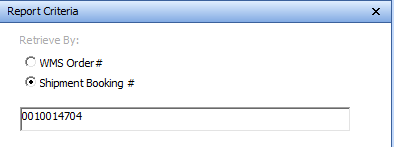 Report Criteria
Retrieve By:
WMS Order#
Shipment Booking #
0010014704